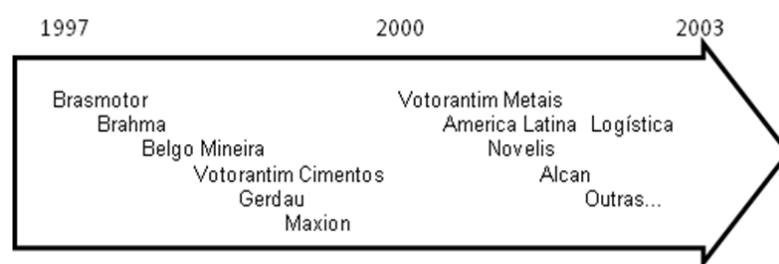 1997 2000 2003
Brasmotor Votorantim Metais
Brahma America Latina Logística
Belgo Mineira Novelis
Votorantim Cimentos Alcan
Gerdau Outras...
Maxion